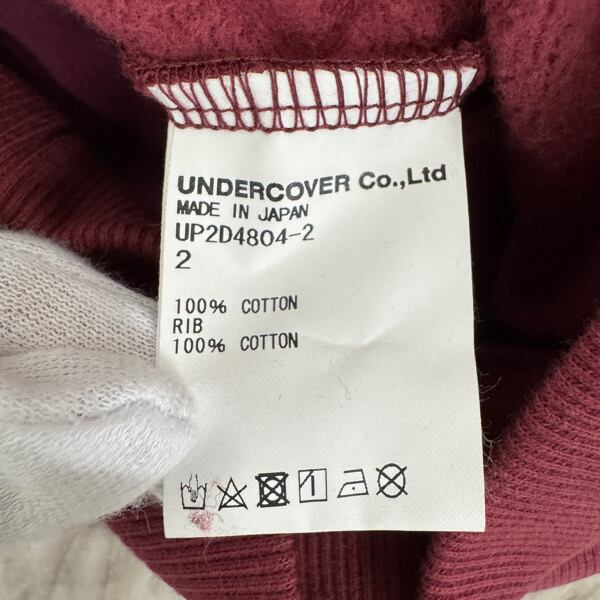 UNDERCOVER Co.,Ltd
MADE IN JAPAN
UP2D4804-2
2
100% COTTON
RIB
100% COTTON